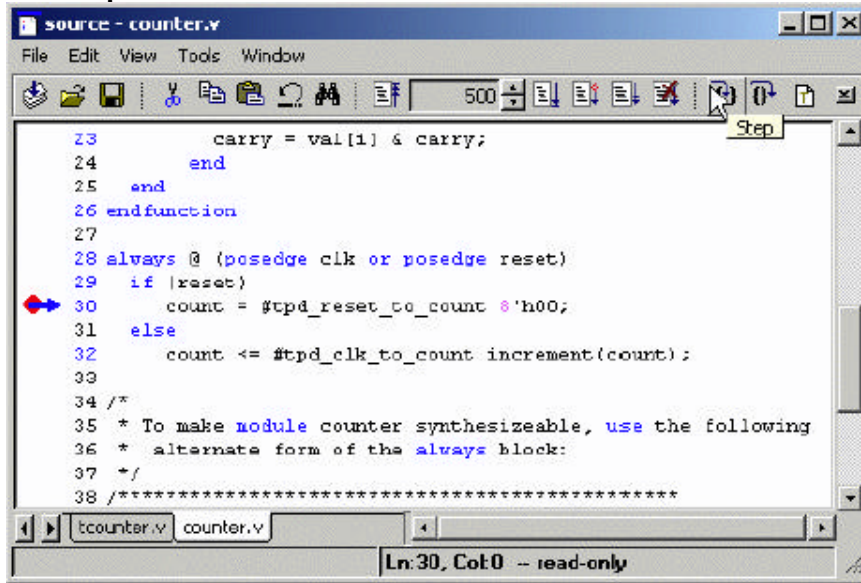 source - counter.v
File Edit View Tools Window
500
Step
23 carry = val[i] & carry;
24 end
25 end
26 endfunction
27
28 always @ (posedge clk or posedge reset)
29 if (reset)
30 count = #tpd_reset_to_count 8'h00;
31 else
32 count <= #tpd_clk_to_count increment(count);
33
34 /*
35 * To make module counter synthesizeable, use the following
36 * alternate form of the always block:
37 */
38 /***************************************************
tcounter.v counter.v
Ln:30, Col:0 -- read-only